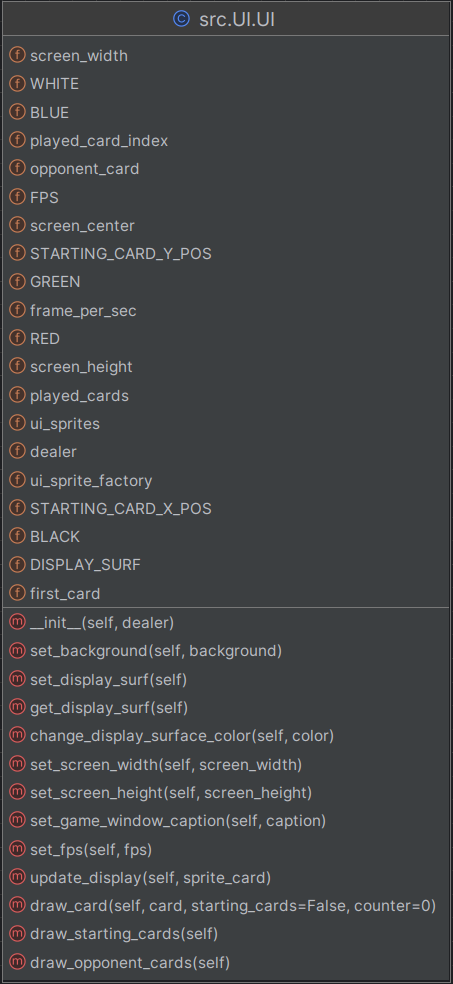 src.UI.UI
screen_width
WHITE
BLUE
played_card_index
opponent_card
FPS
screen_center
STARTING_CARD_Y_POS
GREEN
frame_per_sec
RED
screen_height
played_cards
ui_sprites
dealer
ui_sprite_factory
STARTING_CARD_X_POS
BLACK
DISPLAY_SURF
first_card
__init__(self, dealer)
set_background(self, background)
set_display_surf(self)
get_display_surf(self)
change_display_surface_color(self, color)
set_screen_width(self, screen_width)
set_screen_height(self, screen_height)
set_game_window_caption(self, caption)
set_fps(self, fps)
update_display(self, sprite_card)
draw_card(self, card, starting_cards=False, counter=0)
draw_starting_cards(self)
draw_opponent_cards(self)